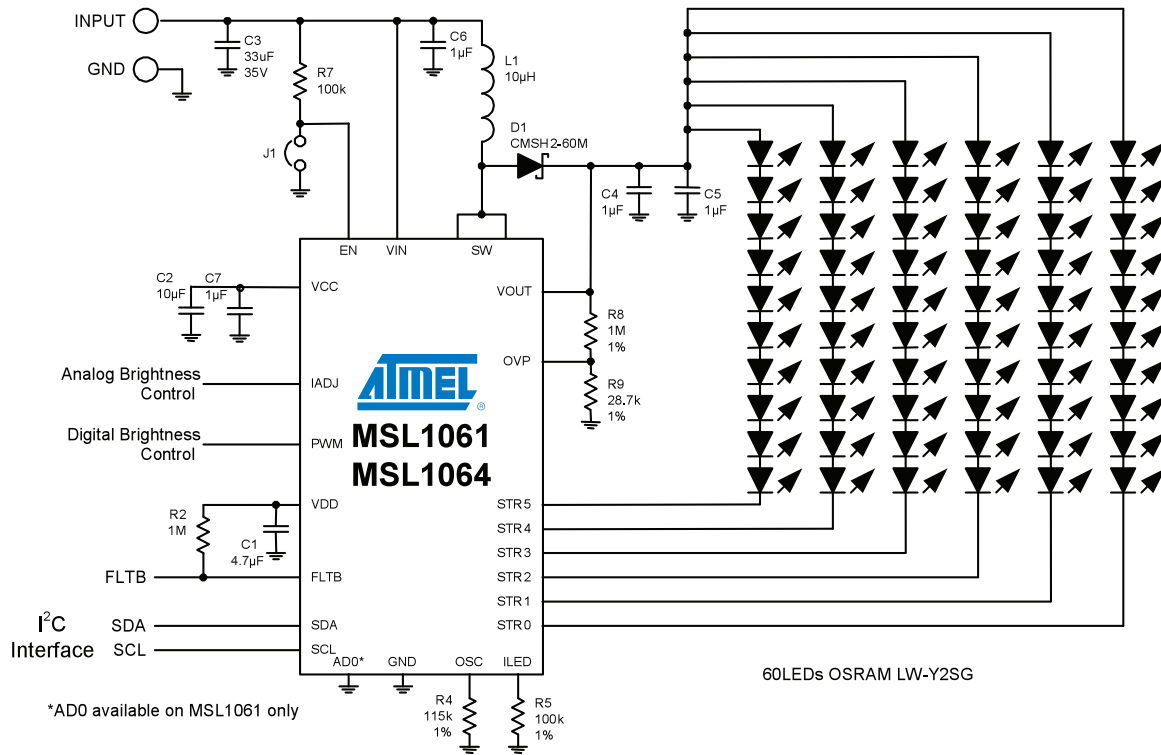 INPUT
GND
C3
33uF
35V
R7
100k
J1
C6
1µF
L1
10µH
D1
CMSH2-60M
C4
1µF
C5
1µF
EN
VIN
SW
C2
10µF
C7
1µF
VCC
VOUT
R8
1M
1%
OVP
R9
28.7k
1%
Analog Brightness
Control
IADJ
ATMEL
®
MSL1061
MSL1064
Digital Brightness
Control
PWM
VDD
R2
1M
C1
4.7µF
FLTB
FLTB
I²C
Interface
SDA
SCL
SDA
SCL
STR5
STR4
STR3
STR2
STR1
STR0
AD0*
GND
OSC
ILED
R4
115k
1%
R5
100k
1%
60LEDs OSRAM LW-Y2SG
*AD0 available on MSL1061 only